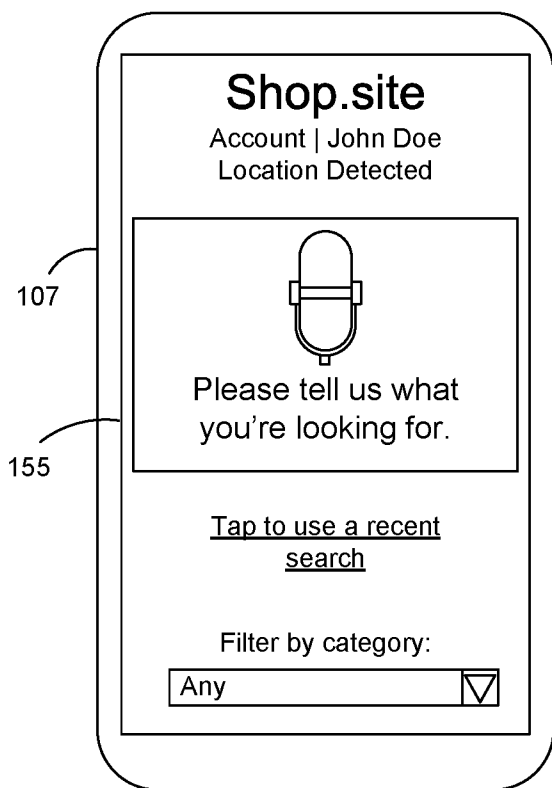 Shop.site
Account | John Doe
Location Detected
107
Please tell us what
you're looking for.
155
Tap to use a recent
search
Filter by category:
Any